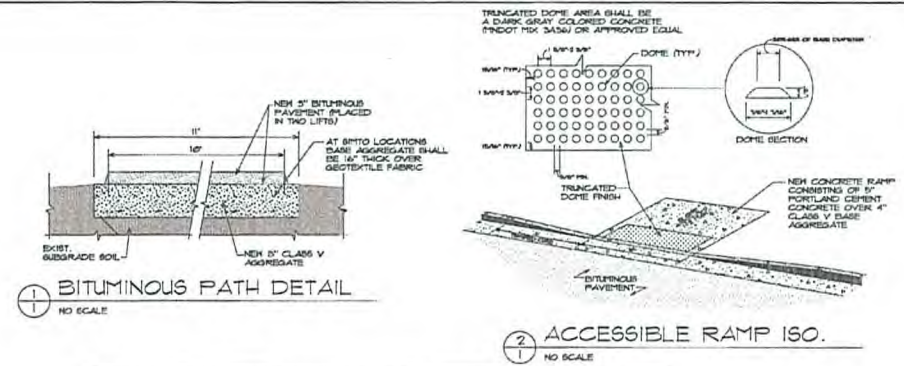 NEW 3" BITUMINOUS
PAVEMENT (PLACED
IN TWO LIFTS)
11'
10'
LOCATIONS
BASE AGGREGATE SHALL
BE 16" THICK OVER
GEOTEXTILE FABRIC
EXIST.
SUBGRADE SOIL
NEW 5" CLASS V
AGGREGATE
1
1
BITUMINOUS PATH DETAIL
NO SCALE
TRUNCATED DOME AREA SHALL BE
A DARK GRAY COLORED CONCRETE
(MNDOT MIX 3A36) OR APPROVED EQUAL
DOME (TYP.)
DOME SECTION
TRUNCATED
DOME FINISH
NEW CONCRETE RAMP
CONSISTING OF 5"
PORTLAND CEMENT
CONCRETE OVER 4"
CLASS V BASE
AGGREGATE
BITUMINOUS
PAVEMENT
2
1
ACCESSIBLE RAMP ISO.
NO SCALE